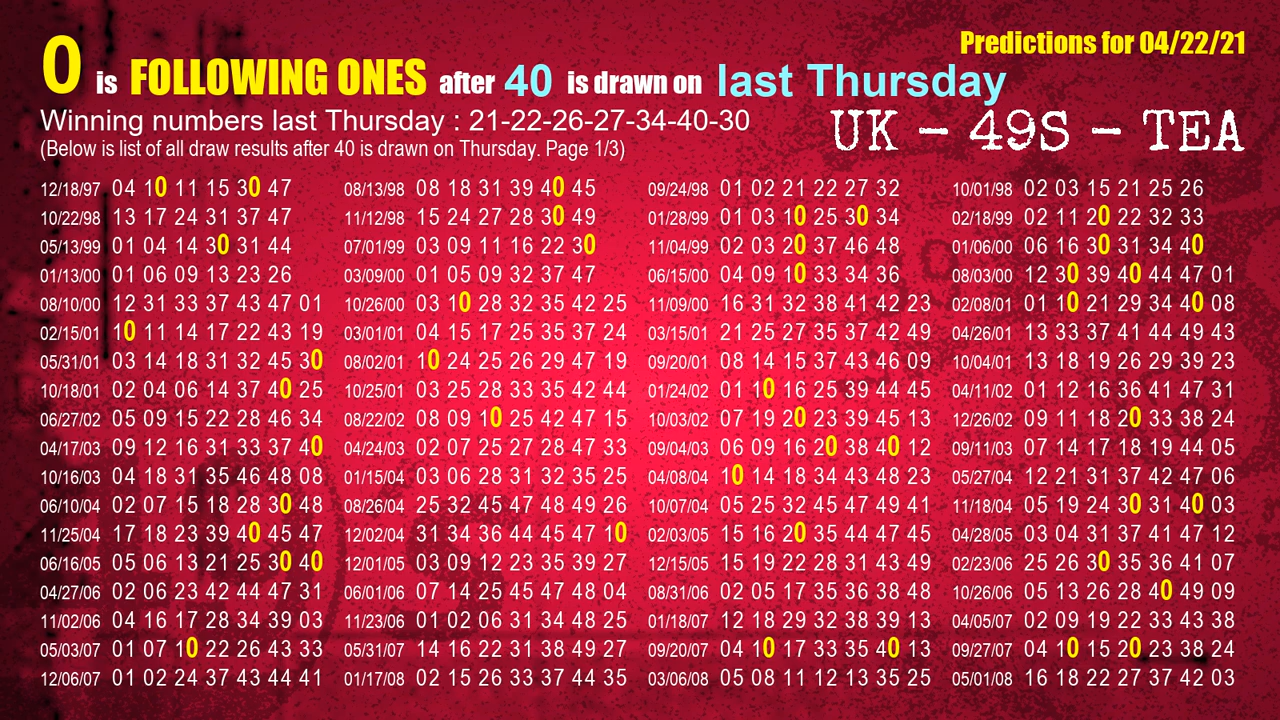 Predictions for 04/22/21
0 is FOLLOWING ONES after 40 is drawn on last Thursday
Winning numbers last Thursday : 21-22-26-27-34-40-30
UK - 49S - TEA
(Below is list of all draw results after 40 is drawn on Thursday. Page 1/3)
12/18/97 04 10 11 15 30 47 08/13/98 08 18 31 39 40 45 09/24/98 01 02 21 22 27 32 10/01/98 02 03 15 21 25 26
10/22/98 13 17 24 31 37 47 11/12/98 15 24 27 28 30 49 01/28/99 01 03 10 25 30 34 02/18/99 02 11 20 22 32 33
05/13/99 01 04 14 30 31 44 07/01/99 03 09 11 16 22 30 11/04/99 02 03 20 37 46 48 01/06/00 06 16 30 31 34 40
01/13/00 01 06 09 13 23 26 03/09/00 01 05 09 32 37 47 06/15/00 04 09 10 33 34 36 08/03/00 12 30 39 40 44 47 01
08/10/00 12 31 33 37 43 47 01 10/26/00 03 10 28 32 35 42 25 11/09/00 16 31 32 38 41 42 23 02/08/01 01 10 21 29 34 40 08
02/15/01 10 11 14 17 22 43 19 03/01/01 04 15 17 25 35 37 24 03/15/01 21 25 27 35 37 42 49 04/26/01 13 33 37 41 44 49 43
05/31/01 03 14 18 31 32 45 30 08/02/01 10 24 25 26 29 47 19 09/20/01 08 14 15 37 43 46 09 10/04/01 13 18 19 26 29 39 23
10/18/01 02 04 06 14 37 40 25 10/25/01 03 25 28 33 35 42 44 01/24/02 01 10 16 25 39 44 45 04/11/02 01 12 16 36 41 47 31
06/27/02 05 09 15 22 28 46 34 08/22/02 08 09 10 25 42 47 15 10/03/02 07 19 20 23 39 45 13 12/26/02 09 11 18 20 33 38 24
04/17/03 09 12 16 31 33 37 40 04/24/03 02 07 25 27 28 47 33 09/04/03 06 09 16 20 38 40 12 09/11/03 07 14 17 18 19 44 05
10/16/03 04 18 31 35 46 48 08 01/15/04 03 06 28 31 32 35 25 04/08/04 10 14 18 34 43 48 23 05/27/04 12 21 31 37 42 47 06
06/10/04 02 07 15 18 28 30 48 08/26/04 25 32 45 47 48 49 26 10/07/04 05 25 32 45 47 49 41 11/18/04 05 19 24 30 31 40 03
11/25/04 17 18 23 39 40 45 47 12/02/04 31 34 36 44 45 47 10 02/03/05 15 16 20 35 44 47 45 04/28/05 03 04 31 37 41 47 12
06/16/05 05 06 13 21 25 30 40 12/01/05 03 09 12 23 35 39 27 12/15/05 15 19 22 28 31 43 49 02/23/06 25 26 30 35 36 41 07
04/27/06 02 06 23 42 44 47 31 06/01/06 07 14 25 45 47 48 04 08/31/06 02 05 17 35 36 38 48 10/26/06 05 13 26 28 40 49 09
11/02/06 04 16 17 28 34 39 03 11/23/06 01 02 06 31 34 48 25 01/18/07 12 18 29 32 38 39 13 04/05/07 02 09 19 22 33 43 38
05/03/07 01 07 10 22 26 43 33 05/31/07 14 16 22 31 38 49 27 09/20/07 04 10 17 33 35 40 13 09/27/07 04 10 15 20 23 38 24
12/06/07 01 02 24 37 43 44 41 01/17/08 02 15 26 33 37 44 35 03/06/08 05 08 11 12 13 35 25 05/01/08 16 18 22 27 37 42 03